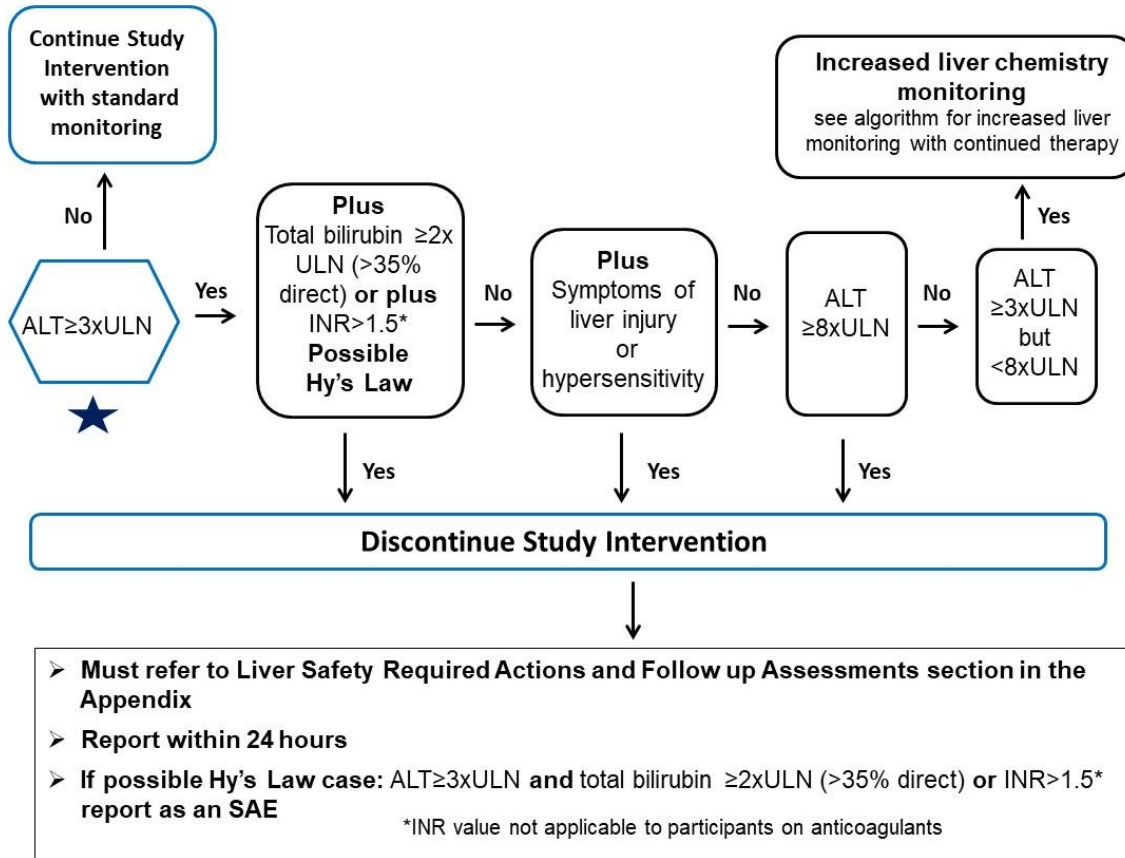 Continue Study
Intervention
with standard
monitoring
Increased liver chemistry
monitoring
see algorithm for increased liver
monitoring with continued therapy
No
Yes
ALT≥3xULN
Yes
Plus
Total bilirubin ≥2x
ULN (>35%
direct) or plus
INR>1.5*
Possible
Hy's Law
No
Plus
Symptoms of
liver injury
or
hypersensitivity
No
ALT
≥8xULN
No
ALT
≥3xULN
but
<8xULN
Yes
Yes
Yes
Discontinue Study Intervention
➢ Must refer to Liver Safety Required Actions and Follow up Assessments section in the
Appendix
➢ Report within 24 hours
➢ If possible Hy's Law case: ALT≥3xULN and total bilirubin ≥2xULN (>35% direct) or INR>1.5*
report as an SAE
*INR value not applicable to participants on anticoagulants